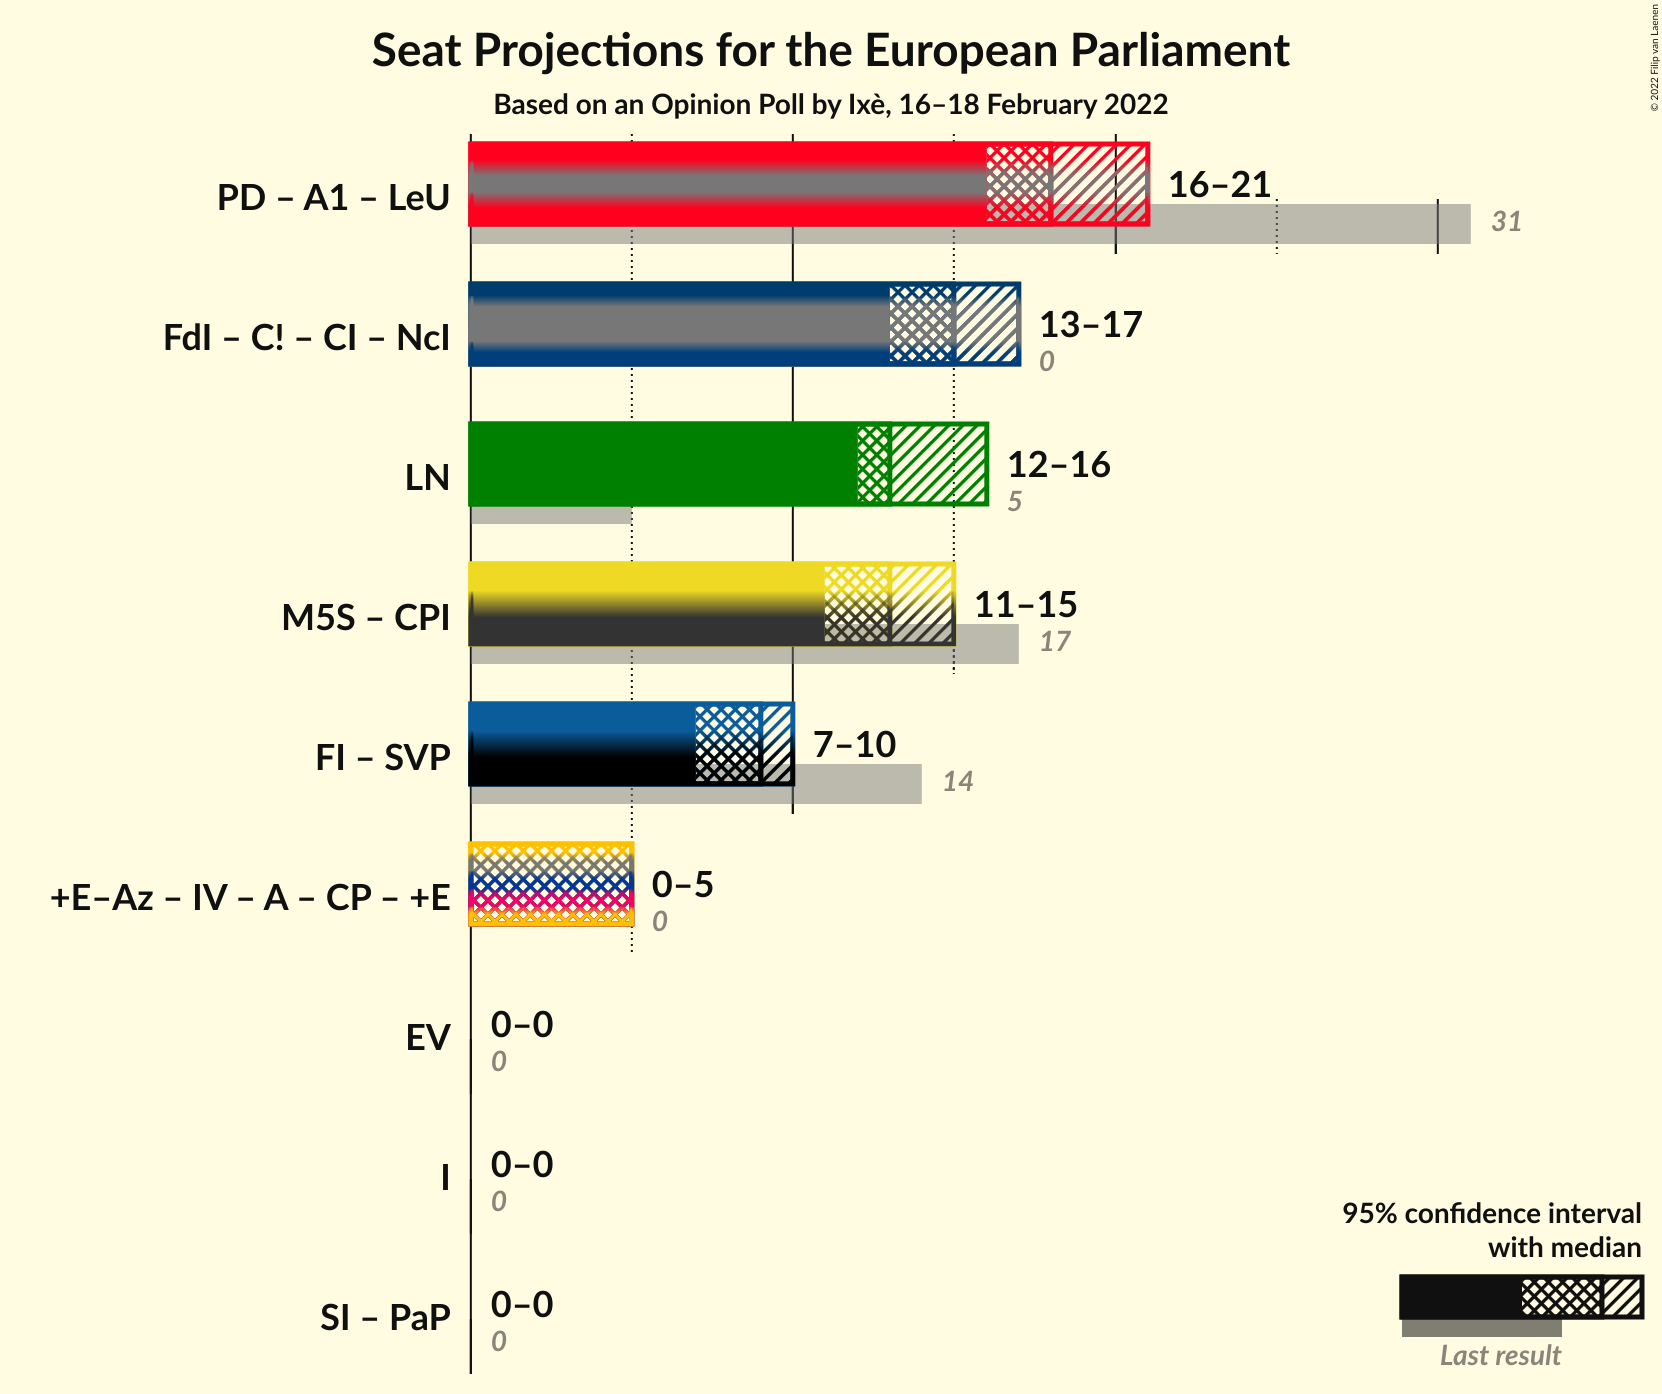 Seat Projections for the European Parliament
Based on an Opinion Poll by Ixè, 16–18 February 2022
© 2022 Filip van Laenen
PD – A1 – LeU
16–21
31
FdI – C! – CI – NcI
13–17
0
LN
12–16
5
M5S – CPI
11–15
17
FI – SVP
7–10
14
+E–Az – IV – A – CP – +E
0–5
0
EV
0–0
0
I
0–0
0
SI – PaP
0–0
0
95% confidence interval
with median
Last result